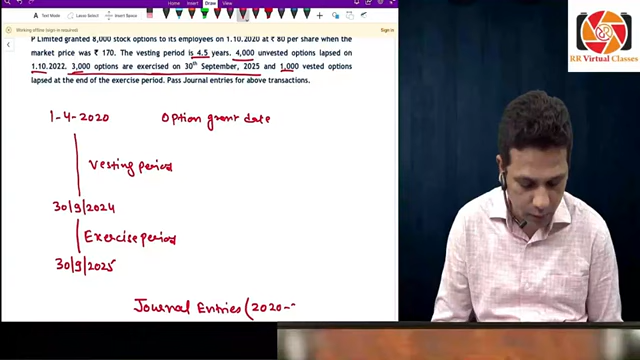 Home
Insert
Draw
View
Help
Text Mode
Lasso Select
Insert Space
Working offline. Sign in required.
P Limited granted 8,000 stock options to its employees on 1.10.2020 at ₹ 80 per share when the
market price was ₹ 170. The vesting period is 4.5 years. 4,000 unvested options lapsed on
1.10.2022. 3,000 options are exercised on 30th September, 2025 and 1,000 vested options
lapsed at the end of the exercise period. Pass Journal entries for above transactions.
1-4-2020 Option grant date
Vesting period
30|9|2024
Exercise period
30|9|2025
Journal Entries (2020-
RR Virtual Classes